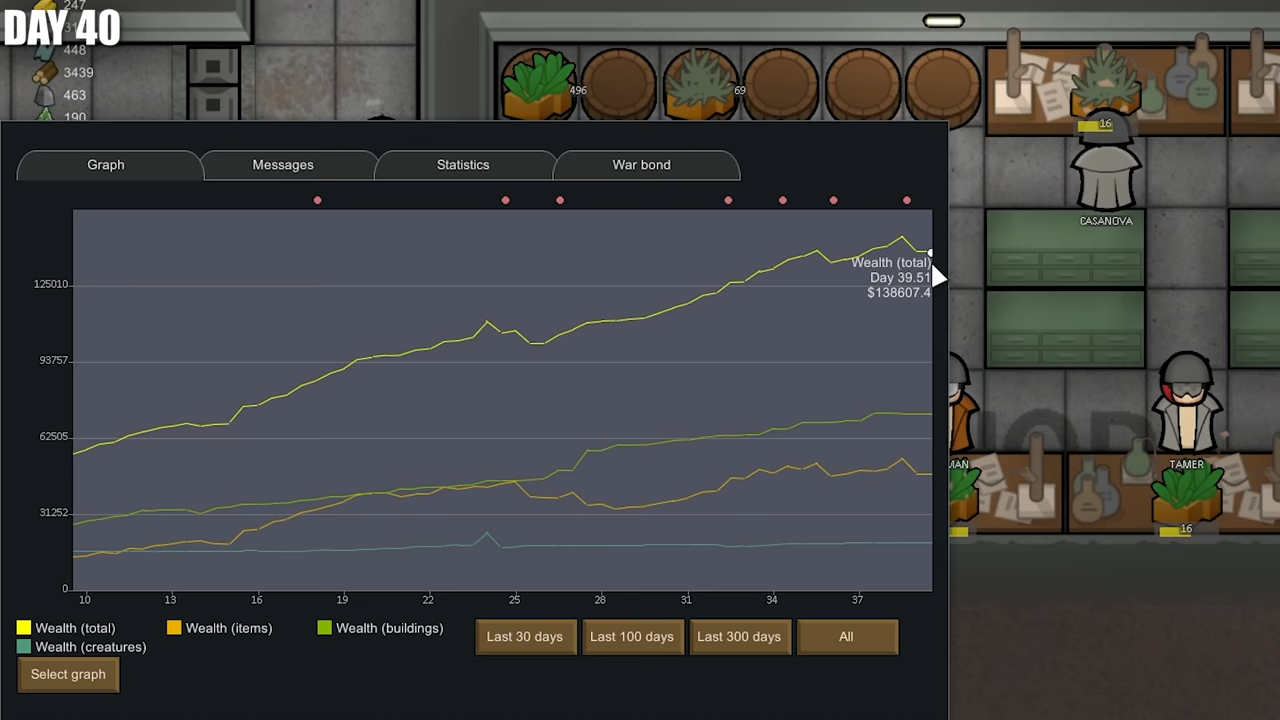 DAY 40
247
448
3439
463
190
496
69
16
CASANOVA
Graph
Messages
Statistics
War bond
125010
93757
62505
31252
0
Wealth (total)
Day 39.51
$138607.4
10
13
16
19
22
25
28
31
34
37
TAMER
16
Wealth (total)
Wealth (items)
Wealth (buildings)
Wealth (creatures)
Last 30 days
Last 100 days
Last 300 days
All
Select graph